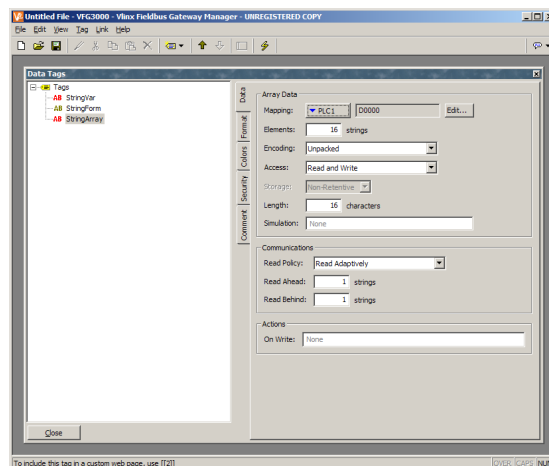 Untitled File - VFG3000 - Vlinx Fieldbus Gateway Manager - UNREGISTERED COPY
File Edit View Tag Link Help
Data Tags
Tags
AB StringVar
AB StringForm
AB StringArray
Data
Format
Colors
Security
Comment
Array Data
Mapping: PLC1 D0000 Edit...
Elements: 16 strings
Encoding: Unpacked
Access: Read and Write
Storage: Non-Retentive
Length: 16 characters
Simulation: None
Communications
Read Policy: Read Adaptively
Read Ahead: 1 strings
Read Behind: 1 strings
Actions
On Write: None
Close
To include this tag in a custom web page, use [[2]]
OVER CAPS NUM